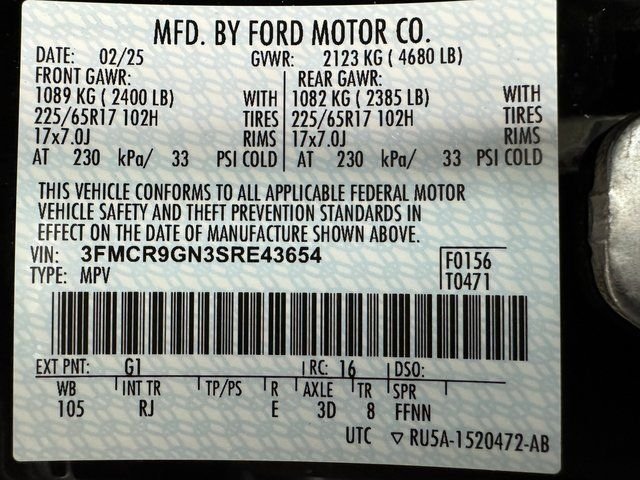 MFD. BY FORD MOTOR CO.
DATE: 02/25 GVWR: 2123 KG ( 4680 LB)
FRONT GAWR: REAR GAWR:
1089 KG ( 2400 LB) WITH 1082 KG ( 2385 LB) WITH
225/65R17 102H TIRES 225/65R17 102H TIRES
17x7.0J RIMS 17x7.0J RIMS
AT 230 kPa/ 33 PSI COLD AT 230 kPa/ 33 PSI COLD
THIS VEHICLE CONFORMS TO ALL APPLICABLE FEDERAL MOTOR
VEHICLE SAFETY AND THEFT PREVENTION STANDARDS IN
EFFECT ON THE DATE OF MANUFACTURE SHOWN ABOVE.
VIN: 3FMCR9GN3SRE43654 F0156
TYPE: MPV T0471
EXT PNT: G1 RC: 16 DSO:
WB INT TR TP/PS R AXLE TR SPR
105 RJ E 3D 8 FFNN
UTC ▽ RU5A-1520472-AB